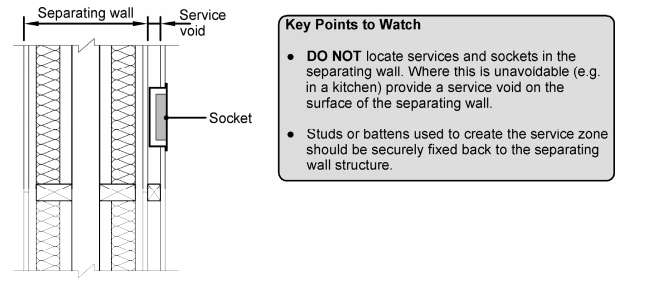 Separating wall
Service
void
Socket
Key Points to Watch
● DO NOT locate services and sockets in the
separating wall. Where this is unavoidable (e.g.
in a kitchen) provide a service void on the
surface of the separating wall.
● Studs or battens used to create the service zone
should be securely fixed back to the separating
wall structure.